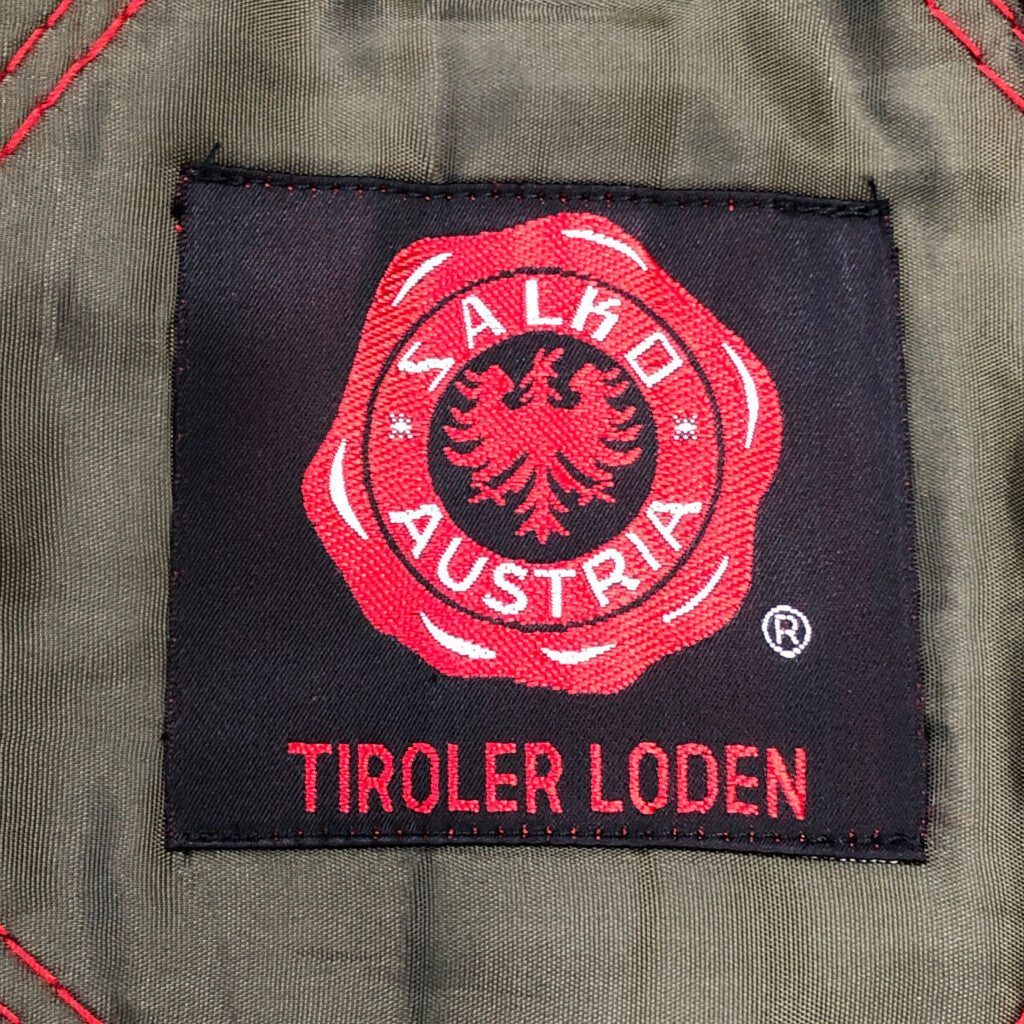 SALKO
AUSTRIA
®
TIROLER LODEN